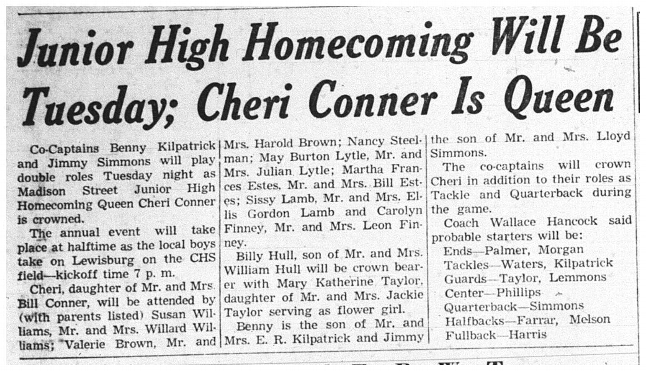 Junior High Homecoming Will Be
Tuesday; Cheri Conner Is Queen
Co-Captains Benny Kilpatrick
and Jimmy Simmons will play
double roles Tuesday night as
Madison Street Junior High
Homecoming Queen Cheri Conner
is crowned.
The annual event will take
place at halftime as the local boys
take on Lewisburg on the CHS
field—kickoff time 7 p. m.
Cheri, daughter of Mr. and Mrs.
Bill Conner, will be attended by
(with parents listed) Susan Wil-
liams, Mr. and Mrs. Willard Wil-
liams; Valerie Brown, Mr. and
Mrs. Harold Brown; Nancy Steel-
man; May Burton Lytle, Mr. and
Mrs. Julian Lytle; Martha Fran-
ces Estes, Mr. and Mrs. Bill Est-
es; Sissy Lamb, Mr. and Mrs. El-
lis Gordon Lamb and Carolyn
Finney, Mr. and Mrs. Leon Fin-
ney.
Billy Hull, son of Mr. and Mrs.
William Hull will be crown bear-
er with Mary Katherine Taylor,
daughter of Mr. and Mrs. Jackie
Taylor serving as flower girl.
Benny is the son of Mr. and
Mrs. E. R. Kilpatrick and Jimmy
the son of Mr. and Mrs. Lloyd
Simmons.
The co-captains will crown
Cheri in addition to their roles as
Tackle and Quarterback during
the game.
Coach Wallace Hancock said
probable starters will be:
Ends—Palmer, Morgan
Tackles—Waters, Kilpatrick
Guards—Taylor, Lemmons
Center—Phillips
Quarterback—Simmons
Halfbacks—Farrar, Melson
Fullback—Harris